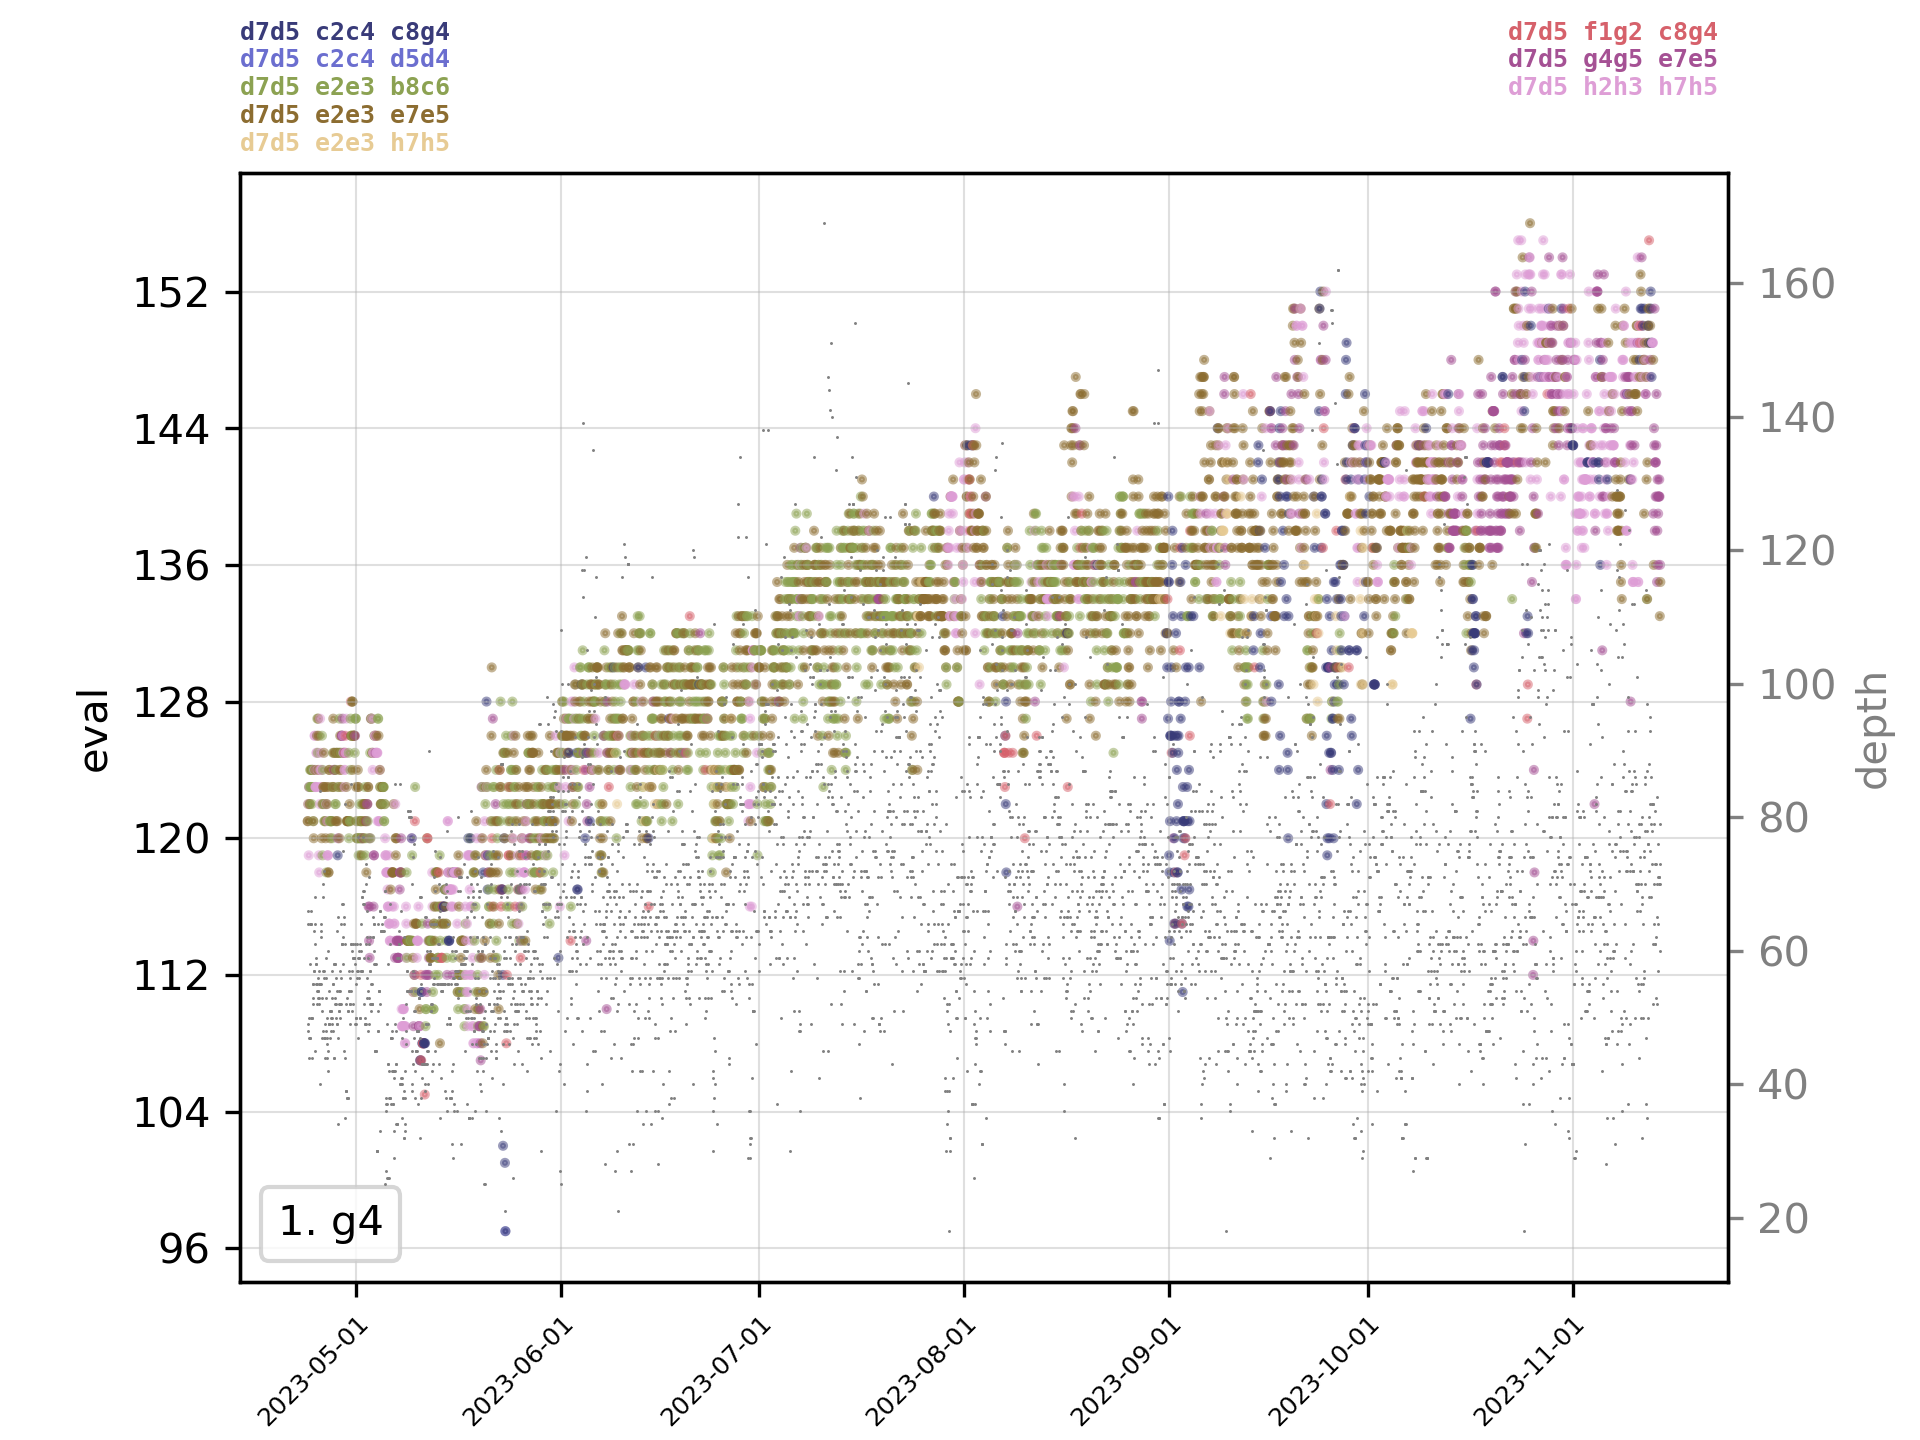 d7d5 c2c4 c8g4
d7d5 c2c4 d5d4
d7d5 e2e3 b8c6
d7d5 e2e3 e7e5
d7d5 e2e3 h7h5
d7d5 f1g2 c8g4
d7d5 g4g5 e7e5
d7d5 h2h3 h7h5
152
144
136
128
120
112
104
96
eval
160
140
120
100
80
60
40
20
depth
1. g4
2023-05-01
2023-06-01
2023-07-01
2023-08-01
2023-09-01
2023-10-01
2023-11-01